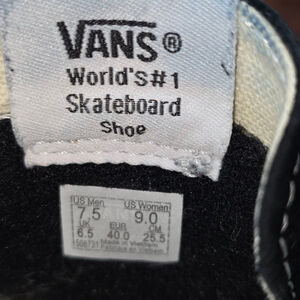 VANS®
World's#1
Skateboard
Shoe
US Men US Woman
7.5 9.0
UK EUR CM
6.5 40.0 25.5
Made in Vietnam